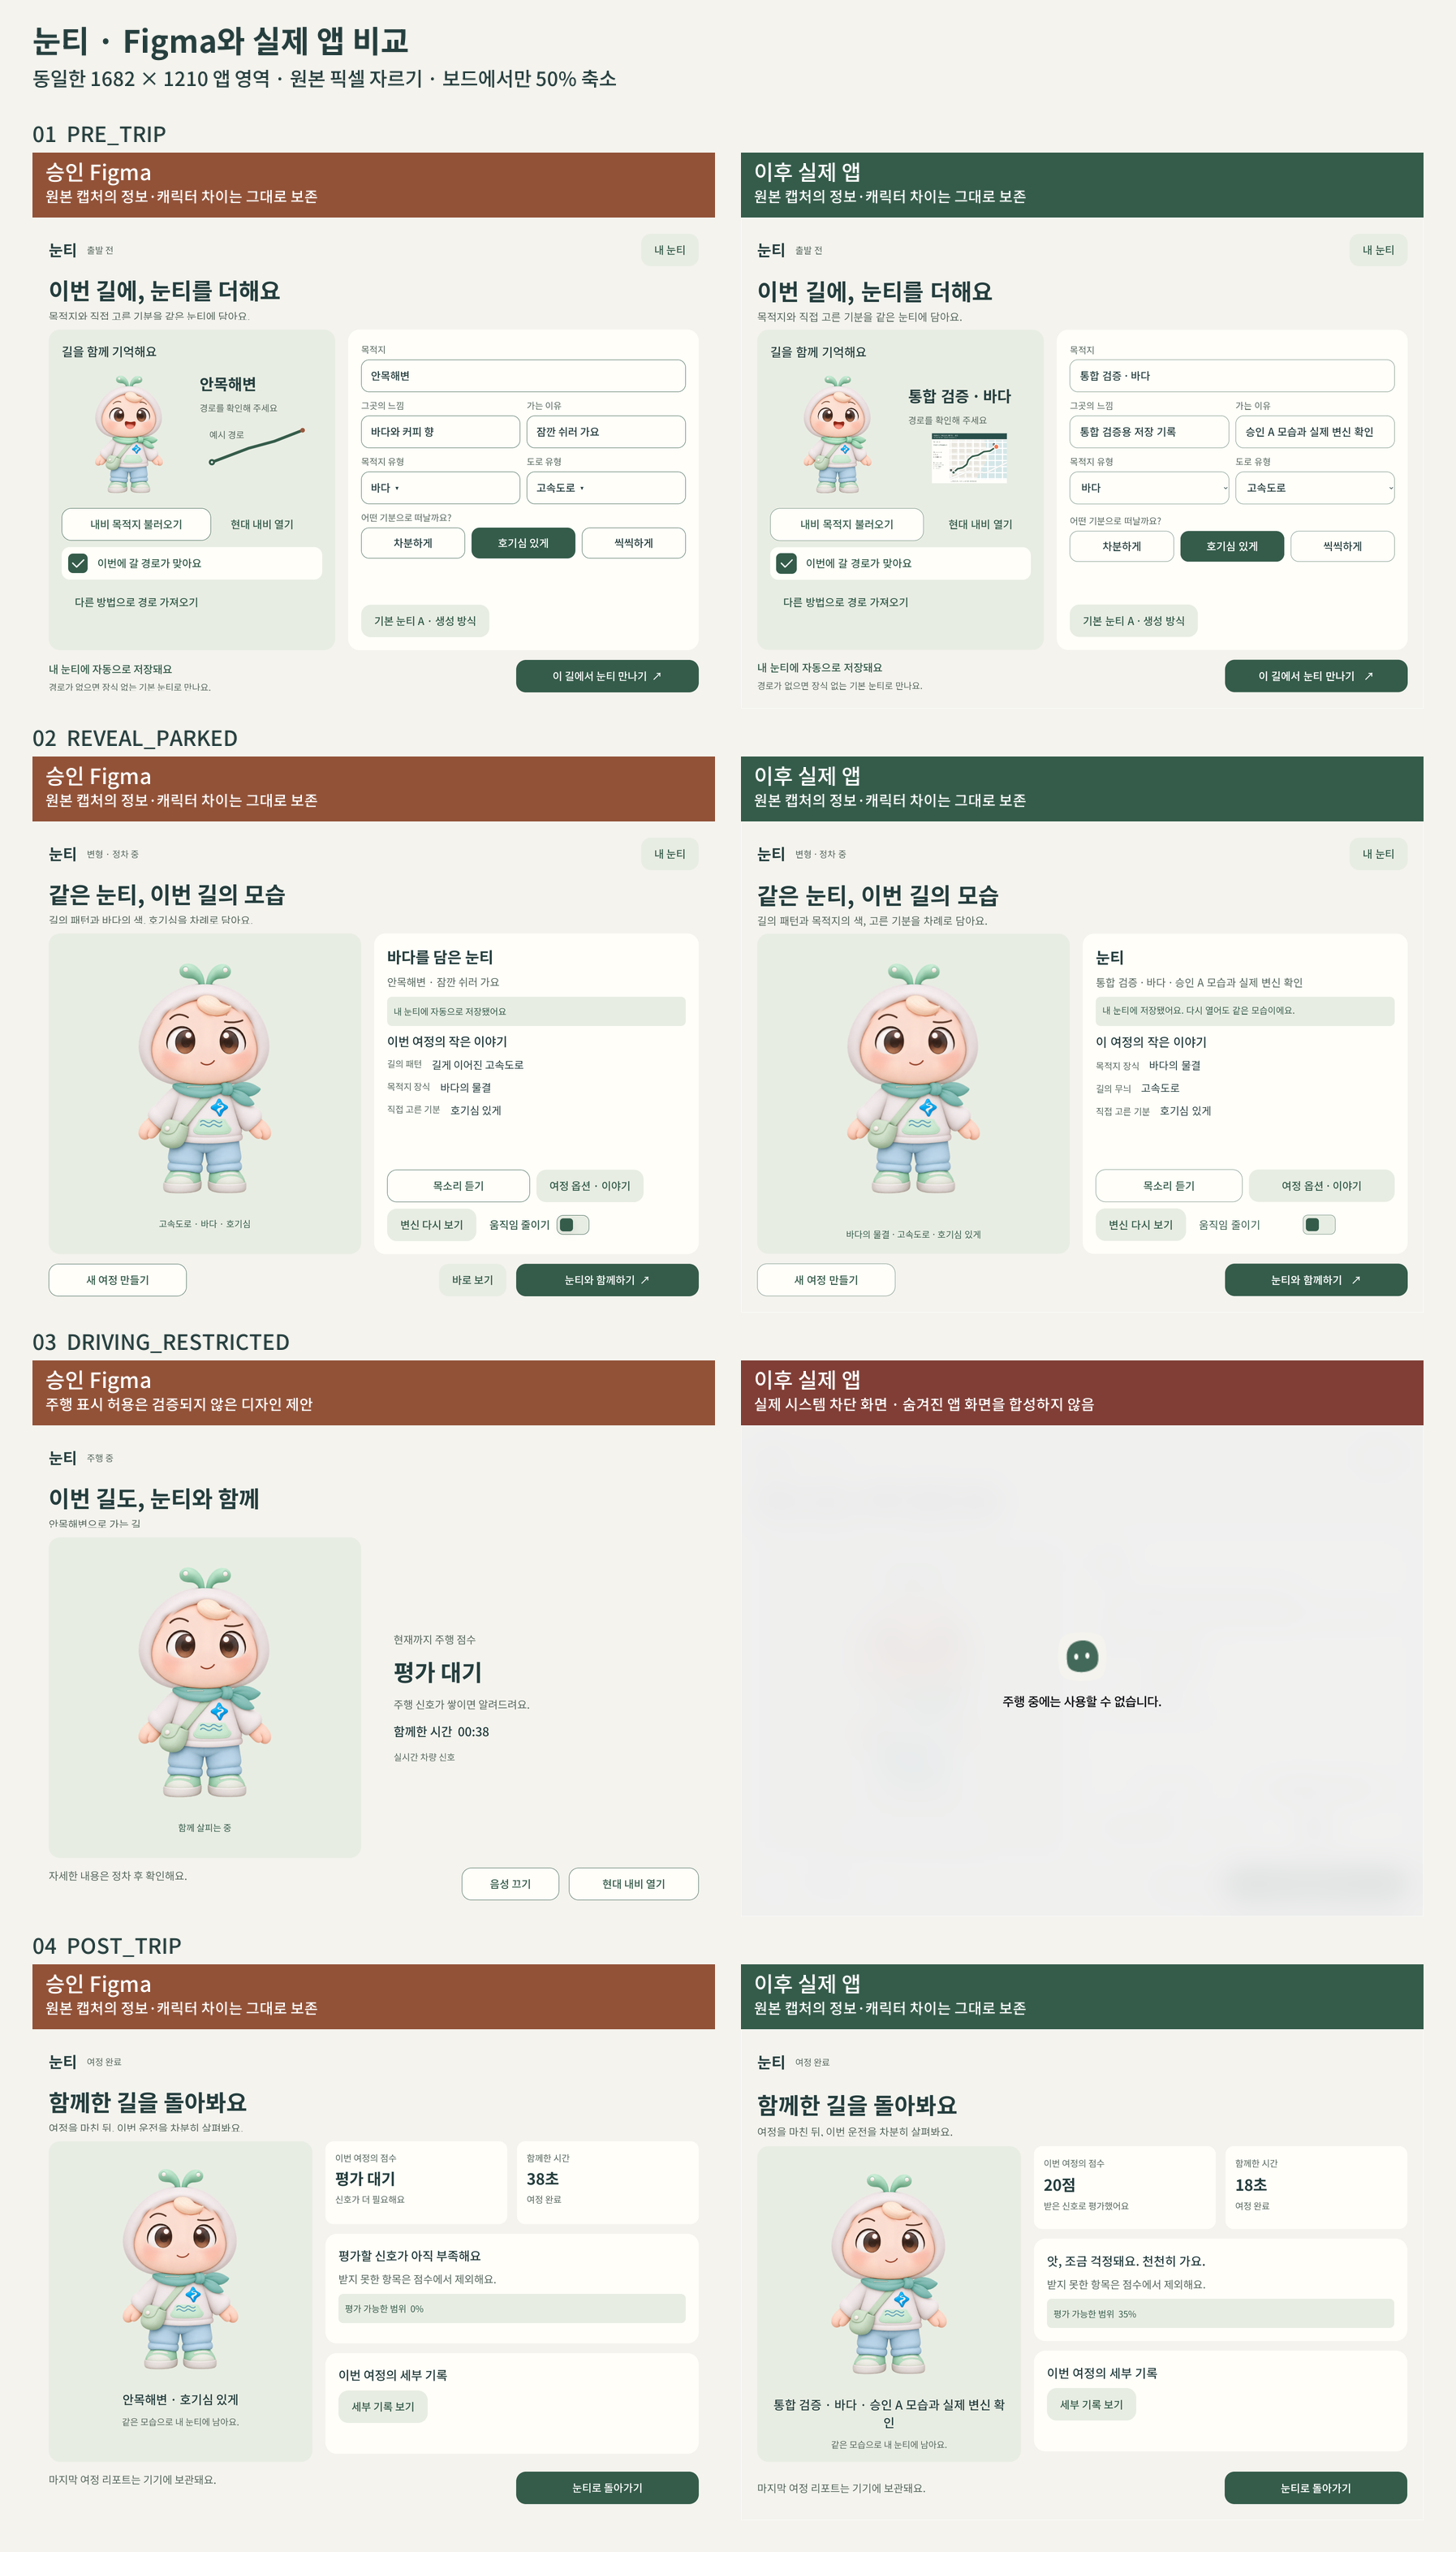 눈티 · Figma와 실제 앱 비교
동일한 1682 × 1210 앱 영역 · 원본 픽셀 자르기 · 보드에서만 50% 축소
01 PRE_TRIP
승인 Figma
원본 캡처의 정보·캐릭터 차이는 그대로 보존
눈티 출발 전
내 눈티
이번 길에, 눈티를 더해요
목적지와 직접 고른 기분을 같은 눈티에 담아요.
길을 함께 기억해요
안목해변
경로를 확인해 주세요
예시 경로
내비 목적지 불러오기
현대 내비 열기
이번에 갈 경로가 맞아요
다른 방법으로 경로 가져오기
목적지
안목해변
그곳의 느낌
가는 이유
바다와 커피 향
잠깐 쉬러 가요
목적지 유형
도로 유형
바다
고속도로
어떤 기분으로 떠날까요?
차분하게
호기심 있게
씩씩하게
기본 눈티 A · 생성 방식
내 눈티에 자동으로 저장돼요
경로가 없으면 장식 없는 기본 눈티로 만나요.
이 길에서 눈티 만나기 ↗
이후 실제 앱
원본 캡처의 정보·캐릭터 차이는 그대로 보존
눈티 출발 전
내 눈티
이번 길에, 눈티를 더해요
목적지와 직접 고른 기분을 같은 눈티에 담아요.
길을 함께 기억해요
통합 검증 · 바다
경로를 확인해 주세요
내비 목적지 불러오기
현대 내비 열기
이번에 갈 경로가 맞아요
다른 방법으로 경로 가져오기
목적지
통합 검증 · 바다
그곳의 느낌
가는 이유
통합 검증용 저장 기록
승인 A 모습과 실제 변신 확인
목적지 유형
도로 유형
바다
고속도로
어떤 기분으로 떠날까요?
차분하게
호기심 있게
씩씩하게
기본 눈티 A · 생성 방식
내 눈티에 자동으로 저장돼요
경로가 없으면 장식 없는 기본 눈티로 만나요.
이 길에서 눈티 만나기 ↗
02 REVEAL_PARKED
승인 Figma
원본 캡처의 정보·캐릭터 차이는 그대로 보존
눈티 변형 · 정차 중
내 눈티
같은 눈티, 이번 길의 모습
길의 패턴과 바다의 색, 호기심을 차례로 담아요.
고속도로 · 바다 · 호기심
바다를 담은 눈티
안목해변 · 잠깐 쉬러 가요
내 눈티에 자동으로 저장됐어요
이번 여정의 작은 이야기
길의 패턴 길게 이어진 고속도로
목적지 장식 바다의 물결
직접 고른 기분 호기심 있게
목소리 듣기
여정 옵션 · 이야기
변신 다시 보기
움직임 줄이기
새 여정 만들기
바로 보기
눈티와 함께하기 ↗
이후 실제 앱
원본 캡처의 정보·캐릭터 차이는 그대로 보존
눈티 변형 · 정차 중
내 눈티
같은 눈티, 이번 길의 모습
길의 패턴과 목적지의 색, 고른 기분을 차례로 담아요.
바다의 물결 · 고속도로 · 호기심 있게
눈티
통합 검증 · 바다 · 승인 A 모습과 실제 변신 확인
내 눈티에 저장됐어요. 다시 열어도 같은 모습이에요.
이 여정의 작은 이야기
목적지 장식 바다의 물결
길의 무늬 고속도로
직접 고른 기분 호기심 있게
목소리 듣기
여정 옵션 · 이야기
변신 다시 보기
움직임 줄이기
새 여정 만들기
눈티와 함께하기 ↗
03 DRIVING_RESTRICTED
승인 Figma
주행 표시 허용은 검증되지 않은 디자인 제안
눈티 주행 중
이번 길도, 눈티와 함께
안목해변으로 가는 길
함께 살피는 중
현재까지 주행 점수
평가 대기
주행 신호가 쌓이면 알려드려요.
함께한 시간 00:38
실시간 차량 신호
자세한 내용은 정차 후 확인해요.
음성 끄기
현대 내비 열기
이후 실제 앱
실제 시스템 차단 화면 · 숨겨진 앱 화면을 합성하지 않음
주행 중에는 사용할 수 없습니다.
04 POST_TRIP
승인 Figma
원본 캡처의 정보·캐릭터 차이는 그대로 보존
눈티 여정 완료
함께한 길을 돌아봐요
여정을 마친 뒤, 이번 운전을 차분히 살펴봐요.
안목해변 · 호기심 있게
같은 모습으로 내 눈티에 남아요.
이번 여정의 점수
평가 대기
신호가 더 필요해요
함께한 시간
38초
여정 완료
평가할 신호가 아직 부족해요
받지 못한 항목은 점수에서 제외해요.
평가 가능한 범위 0%
이번 여정의 세부 기록
세부 기록 보기
마지막 여정 리포트는 기기에 보관돼요.
눈티로 돌아가기
이후 실제 앱
원본 캡처의 정보·캐릭터 차이는 그대로 보존
눈티 여정 완료
함께한 길을 돌아봐요
여정을 마친 뒤, 이번 운전을 차분히 살펴봐요.
통합 검증 · 바다 · 승인 A 모습과 실제 변신 확
인
같은 모습으로 내 눈티에 남아요.
이번 여정의 점수
20점
받은 신호로 평가했어요
함께한 시간
18초
여정 완료
앗, 조금 걱정돼요. 천천히 가요.
받지 못한 항목은 점수에서 제외해요.
평가 가능한 범위 35%
이번 여정의 세부 기록
세부 기록 보기
마지막 여정 리포트는 기기에 보관돼요.
눈티로 돌아가기